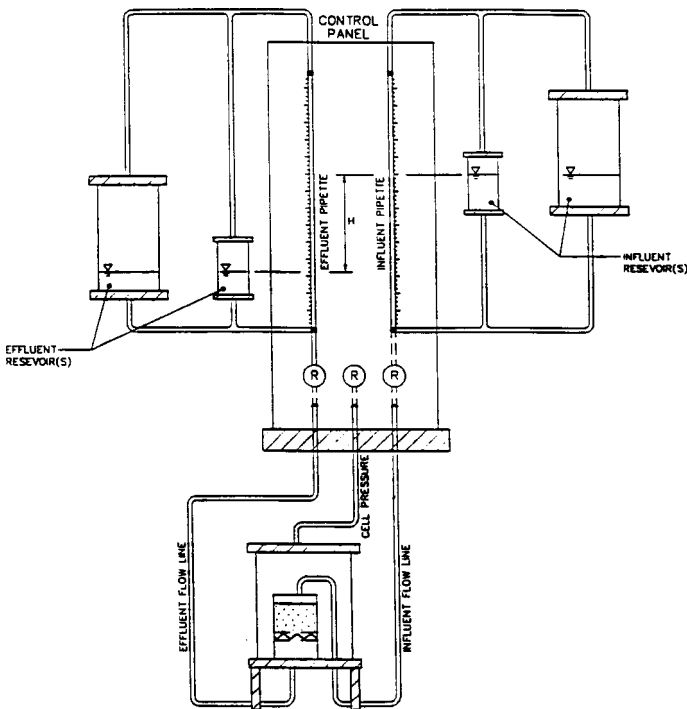 CONTROL
PANEL
EFFLUENT PIPETTE
H
INFLUENT PIPETTE
INFLUENT
RESEVOIR(S)
EFFLUENT
RESEVOIR(S)
R
R
R
CELL PRESSURE
EFFLUENT FLOW LINE
INFLUENT FLOW LINE